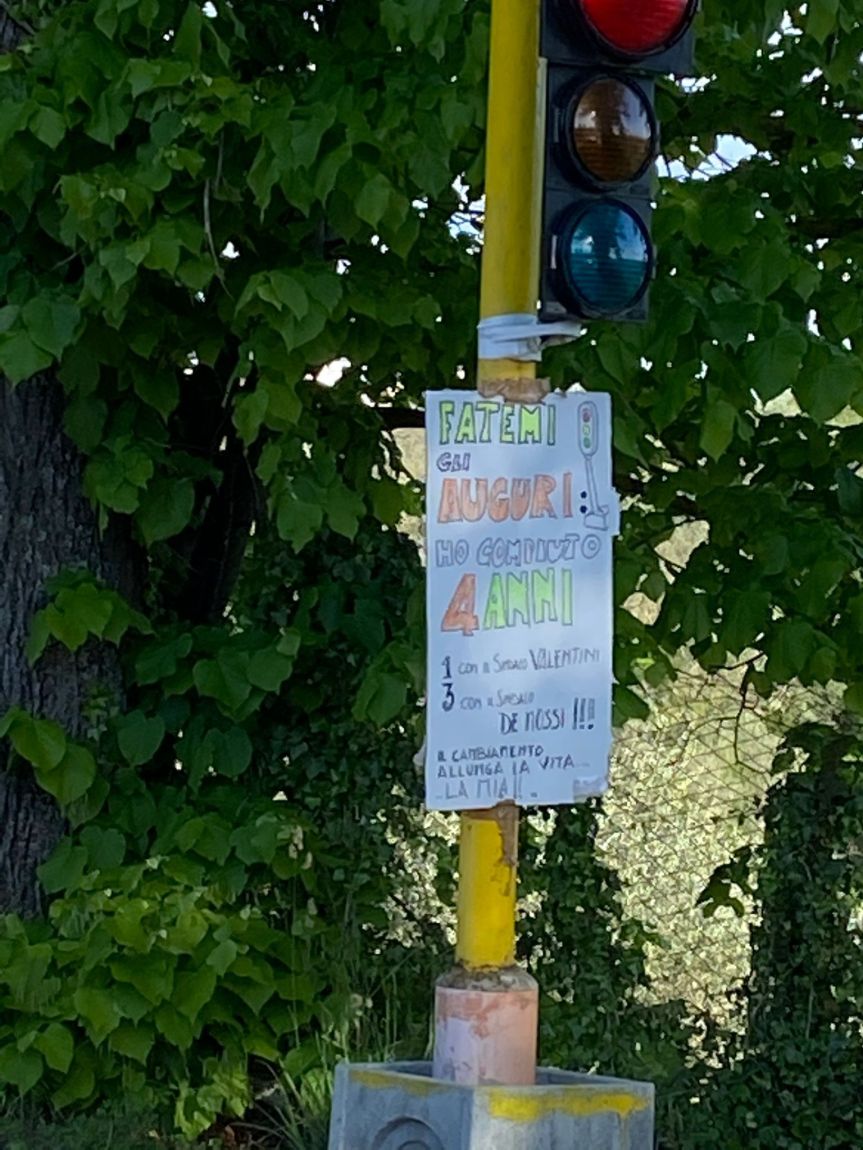 FATEMI
GLI
AUGURI:
HO COMPIUTO
4 ANNI
1 CON IL SINDACO VALENTINI
3 CON IL SINDACO
DE MOSSI !!!
IL CAMBIAMENTO
ALLUNGA LA VITA...
...LA MIA!!.